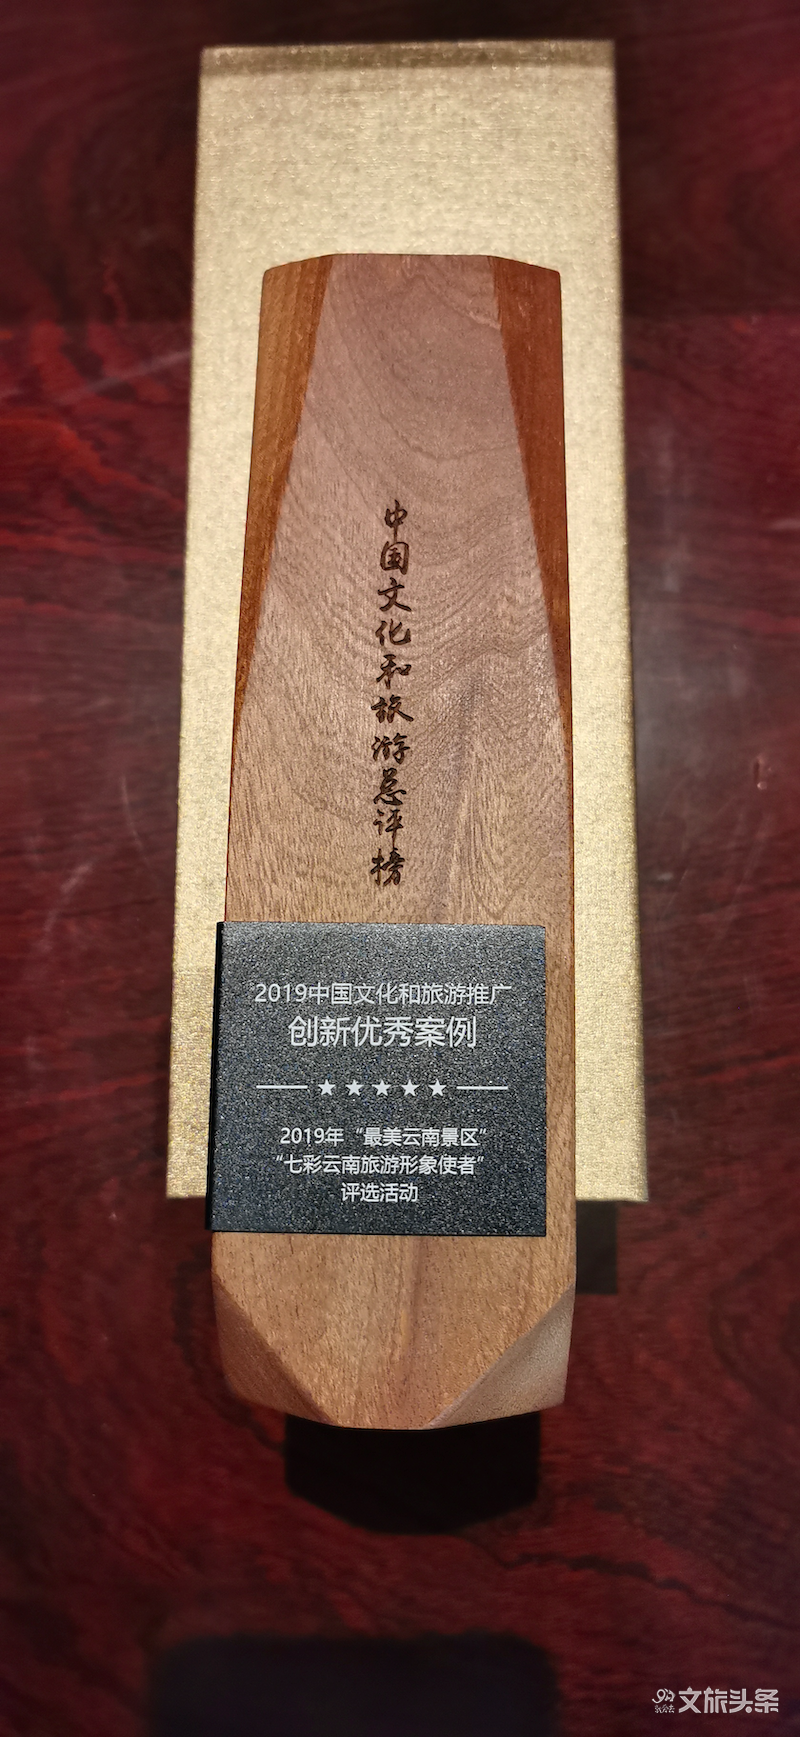 中国文化和旅游总评榜
2019中国文化和旅游推广
创新优秀案例
2019年“最美云南景区”
“七彩云南旅游形象使者”
评选活动
文旅头条